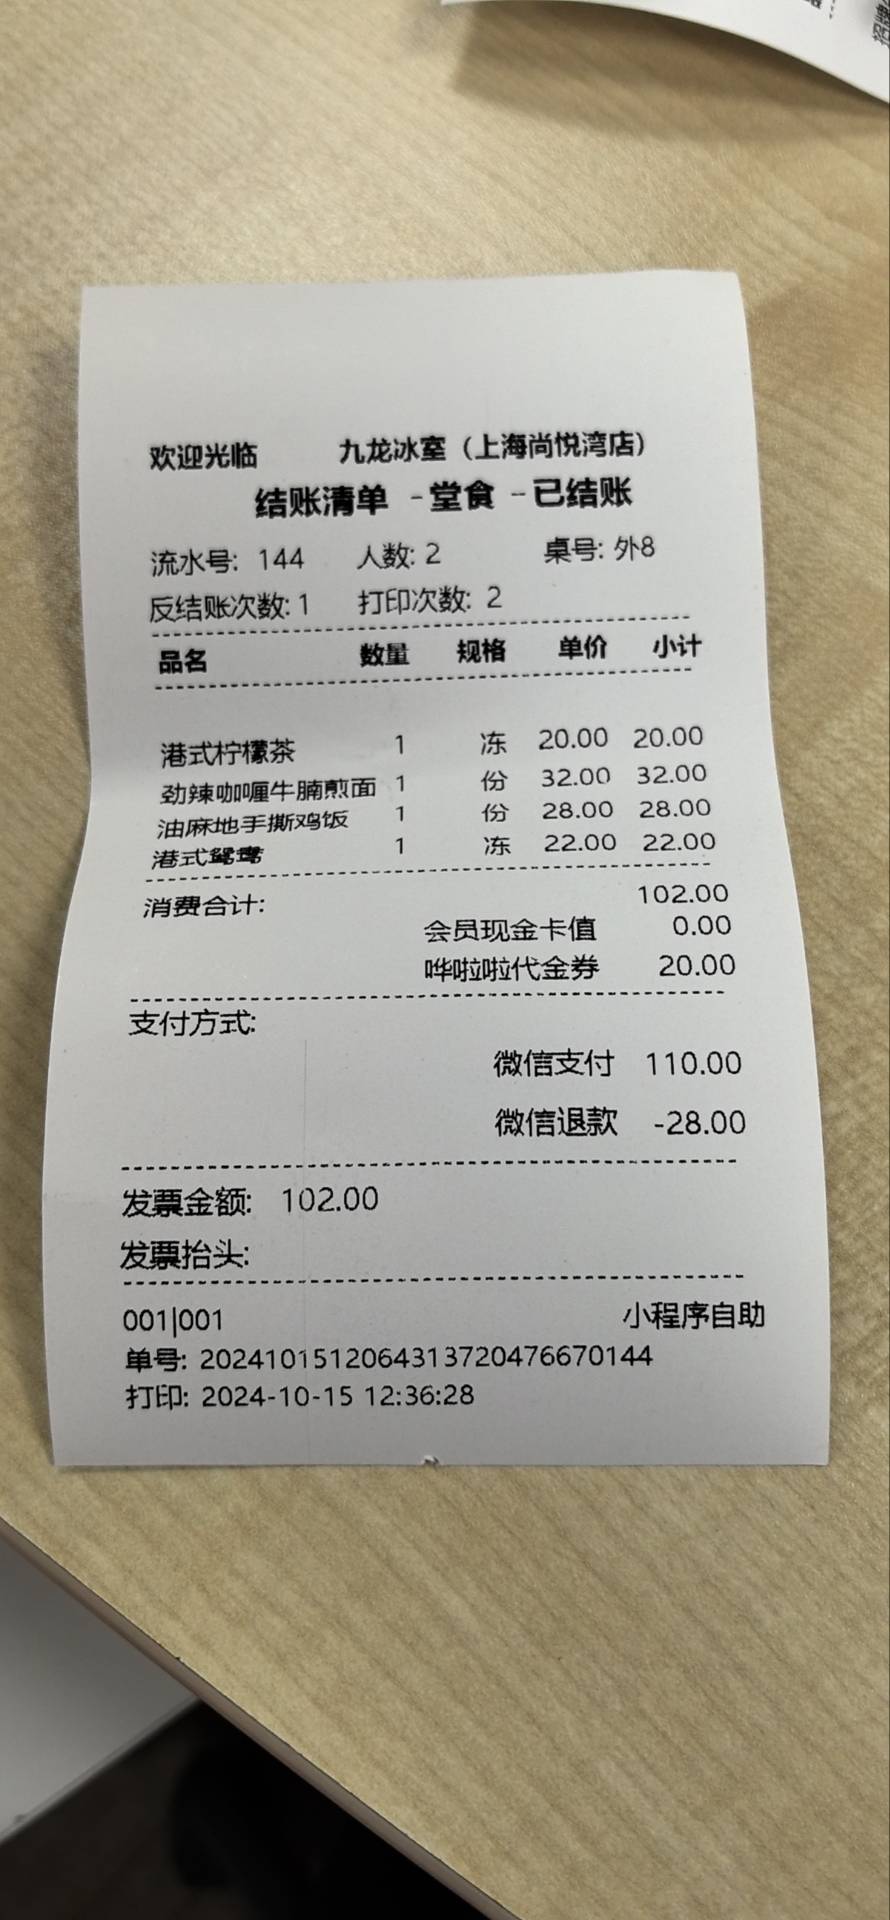 欢迎光临 九龙冰室（上海尚悦湾店）
结账清单 -堂食 -已结账
流水号: 144 人数: 2 桌号: 外8
反结账次数: 1 打印次数: 2
品名 数量 规格 单价 小计
港式柠檬茶 1 冻 20.00 20.00
劲辣咖喱牛腩煎面 1 份 32.00 32.00
油麻地手撕鸡饭 1 份 28.00 28.00
港式鸳鸯 1 冻 22.00 22.00
消费合计: 102.00
会员现金卡值 0.00
哗啦啦代金券 20.00
支付方式:
微信支付 110.00
微信退款 -28.00
发票金额: 102.00
发票抬头:
001|001 小程序自助
单号: 2024101512064313720476670144
打印: 2024-10-15 12:36:28